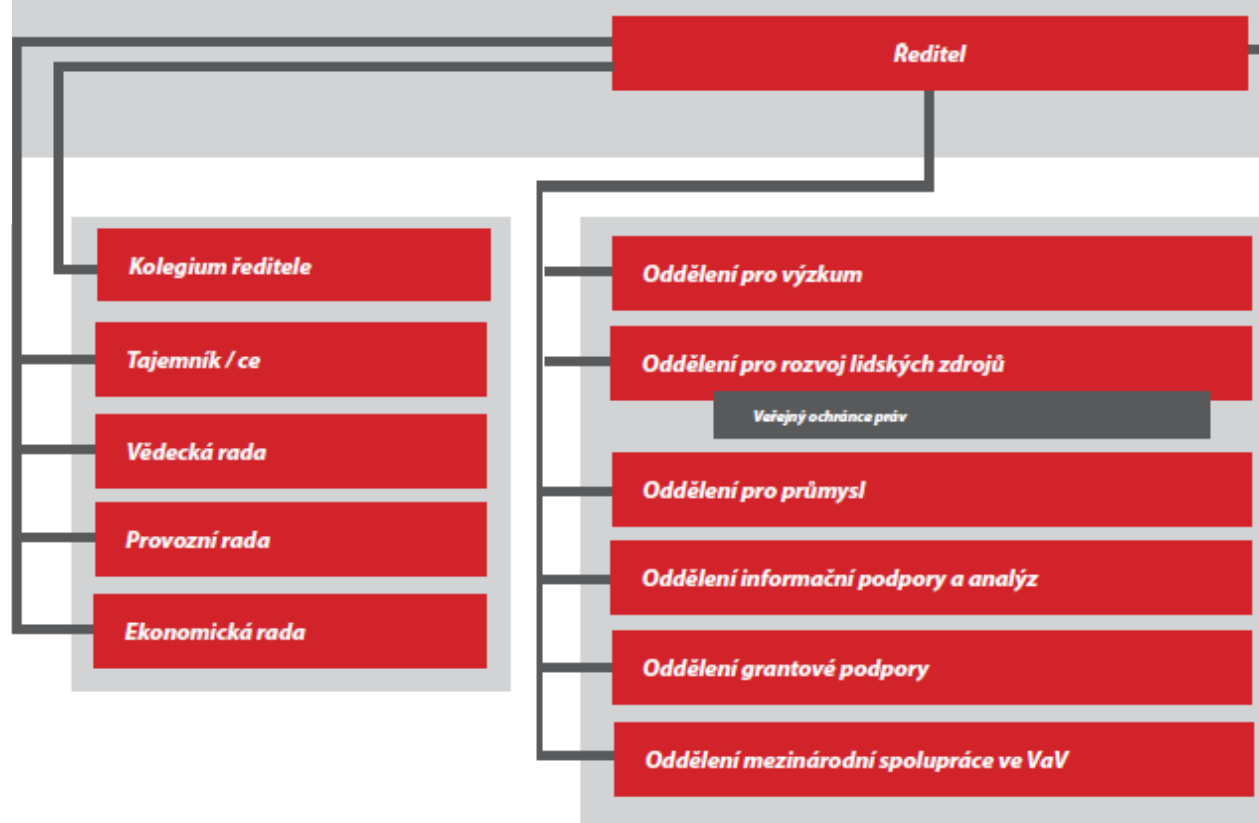 Ředitel
Kolegium ředitele
Tajemník / ce
Vědecká rada
Provozní rada
Ekonomická rada
Oddělení pro výzkum
Oddělení pro rozvoj lidských zdrojů
Veřejný ochránce práv
Oddělení pro průmysl
Oddělení informační podpory a analýz
Oddělení grantové podpory
Oddělení mezinárodní spolupráce ve VaV